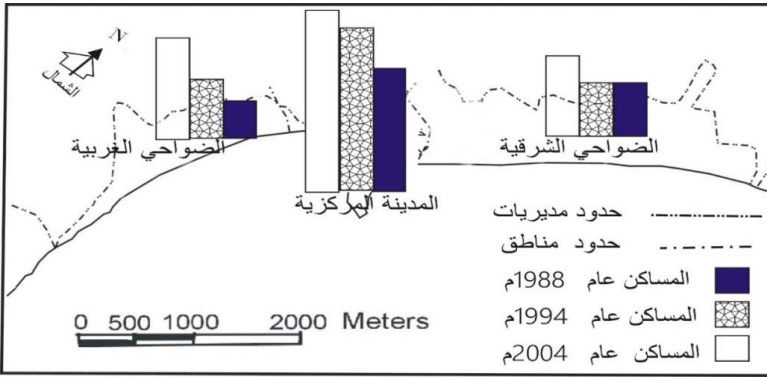 N
الشمال
الضواحي الغربية
الضواحي الشرقية
المدينة المركزية
حدود مديريات
حدود مناطق
المساكن عام 1988م
المساكن عام 1994م
المساكن عام 2004م
0 500 1000 2000 Meters